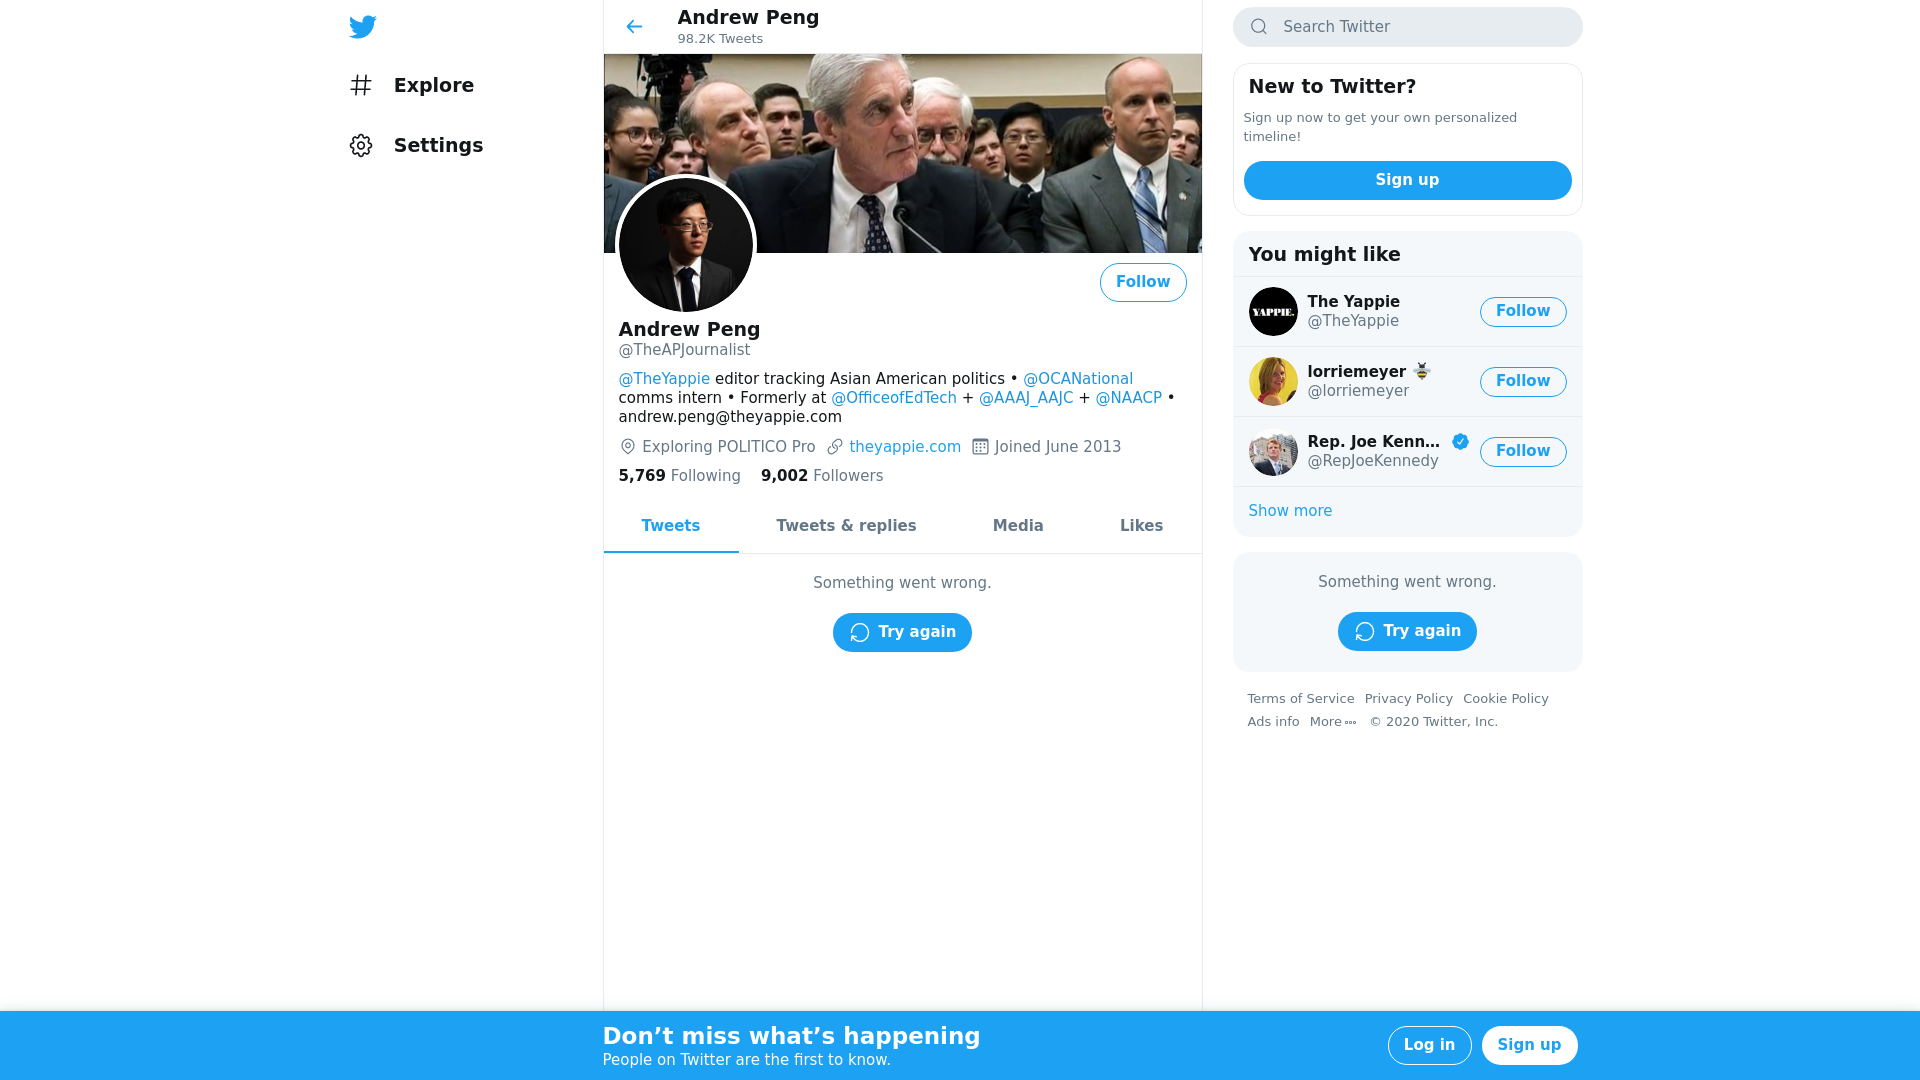 Explore
Settings
Andrew Peng
98.2K Tweets
Follow
Andrew Peng
@TheAPJournalist
@TheYappie editor tracking Asian American politics • @OCANational
comms intern • Formerly at @OfficeofEdTech + @AAAJ_AAJC + @NAACP •
andrew.peng@theyappie.com
Exploring POLITICO Pro theyappie.com Joined June 2013
5,769 Following 9,002 Followers
Tweets Tweets & replies Media Likes
Something went wrong.
Try again
Search Twitter
New to Twitter?
Sign up now to get your own personalized
timeline!
Sign up
You might like
YAPPIE.
The Yappie
@TheYappie
Follow
lorriemeyer
@lorriemeyer
Follow
Rep. Joe Kenn...
@RepJoeKennedy
Follow
Show more
Something went wrong.
Try again
Terms of Service Privacy Policy Cookie Policy
Ads info More © 2020 Twitter, Inc.
Don’t miss what’s happening
People on Twitter are the first to know.
Log in Sign up